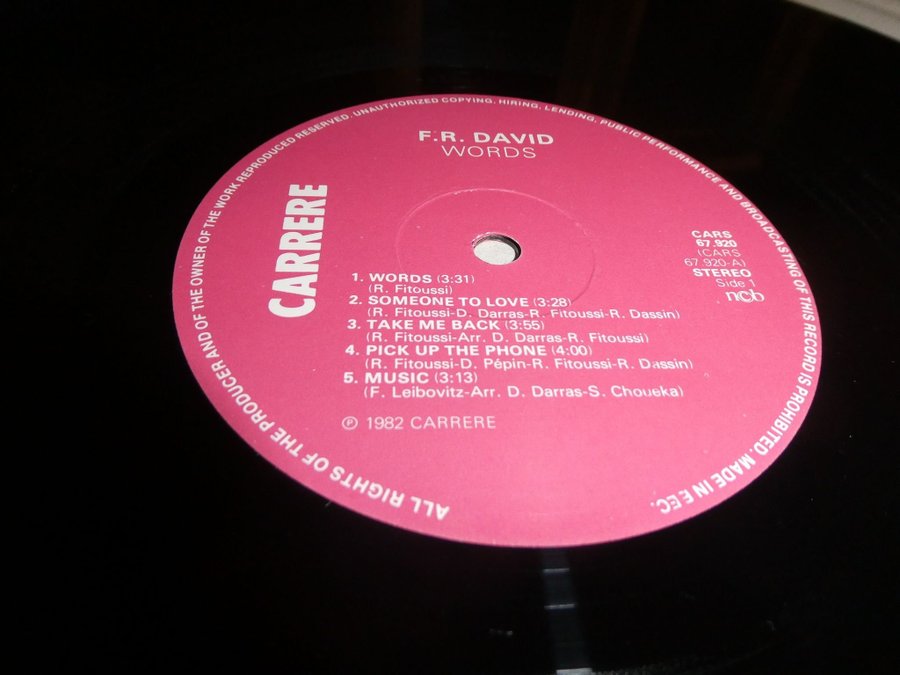 ALL RIGHTS OF THE PRODUCER AND OF THE OWNER OF THE WORK REPRODUCED RESERVED. UNAUTHORIZED COPYING. HIRING. LENDING. PUBLIC PERFORMANCE AND BROADCASTING OF THIS RECORD IS PROHIBITED. MADE IN EEC.
F.R. DAVID
WORDS
CARRERE
CARS
67.920
(CARS
67.920-A)
STEREO
Side 1
ncb
1. WORDS (3:31)
(R. Fitoussi)
2. SOMEONE TO LOVE (3:28)
(R. Fitoussi-D. Darras-R. Fitoussi-R. Dassin)
3. TAKE ME BACK (3:55)
(R. Fitoussi-Arr. D. Darras-R. Fitoussi)
4. PICK UP THE PHONE (4:00)
(R. Fitoussi-D. Pépin-R. Fitoussi-R. Dassin)
5. MUSIC (3:13)
(F. Leibovitz-Arr. D. Darras-S. Choueka)
℗ 1982 CARRERE